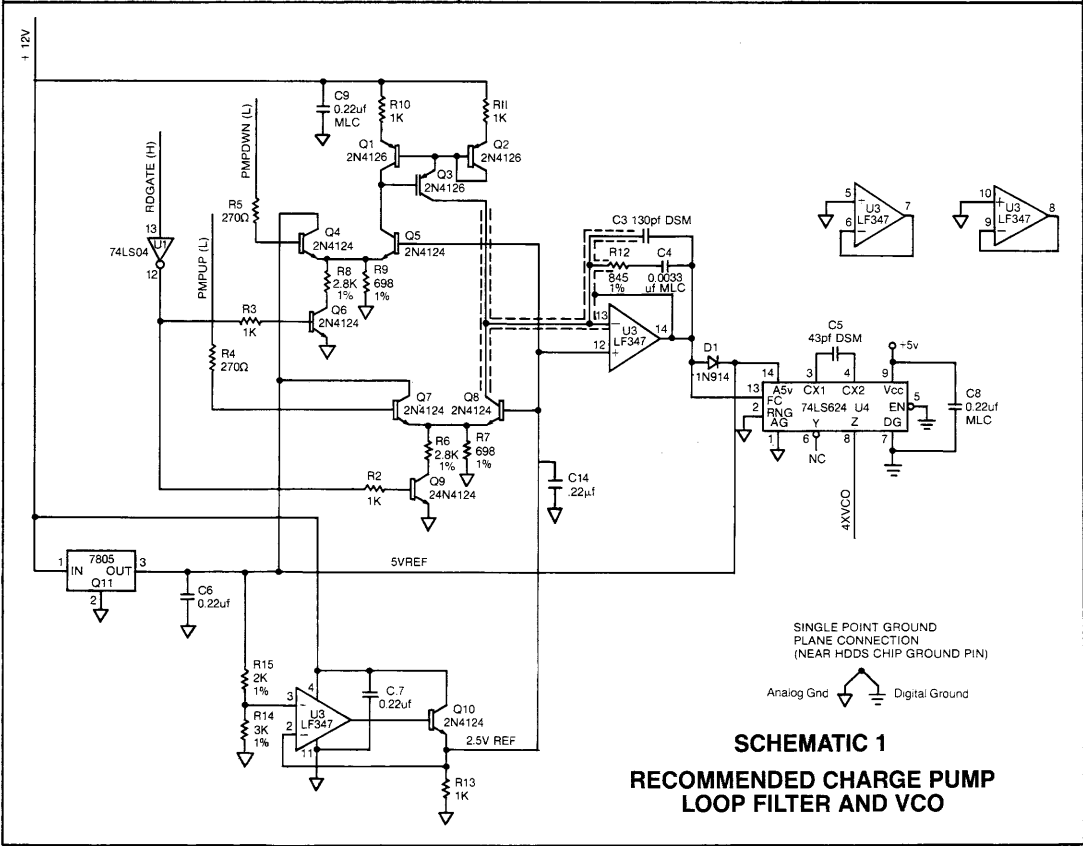 + 12V
C9
0.22uf
MLC
R10
1K
R11
1K
Q1
2N4126
Q2
2N4126
Q3
2N4126
RDGATE (H)
PMPDWN (L)
PMPUP (L)
R5
270Ω
13
U1
74LS04
12
Q4
2N4124
Q5
2N4124
R8
2.8K
1%
R9
698
1%
R3
1K
Q6
2N4124
R4
270Ω
C3 130pf DSM
R12
845
1%
C4
0.0033
uf MLC
13
–
14
U3
LF347
12
+
5
+
U3
LF347
6
–
7
10
+
U3
LF347
9
–
8
D1
1N914
C5
43pf DSM
+5v
14
3
4
9
A5v
CX1
CX2
Vcc
13
FC
2
RNG
74LS624
U4
EN
5
AG
Y
Z
DG
1
6
8
7
NC
C8
0.22uf
MLC
4XVCO
Q7
2N4124
Q8
2N4124
R6
2.8K
1%
R7
698
1%
R2
1K
Q9
24N4124
C14
.22μf
5VREF
1
7805
3
IN
OUT
Q11
2
C6
0.22uf
R15
2K
1%
R14
3K
1%
4
3
-
U3
LF347
2
–
11
C.7
0.22uf
Q10
2N4124
2.5V REF
R13
1K
SINGLE POINT GROUND
PLANE CONNECTION
(NEAR HDDS CHIP GROUND PIN)
Analog Gnd
Digital Ground
SCHEMATIC 1
RECOMMENDED CHARGE PUMP
LOOP FILTER AND VCO